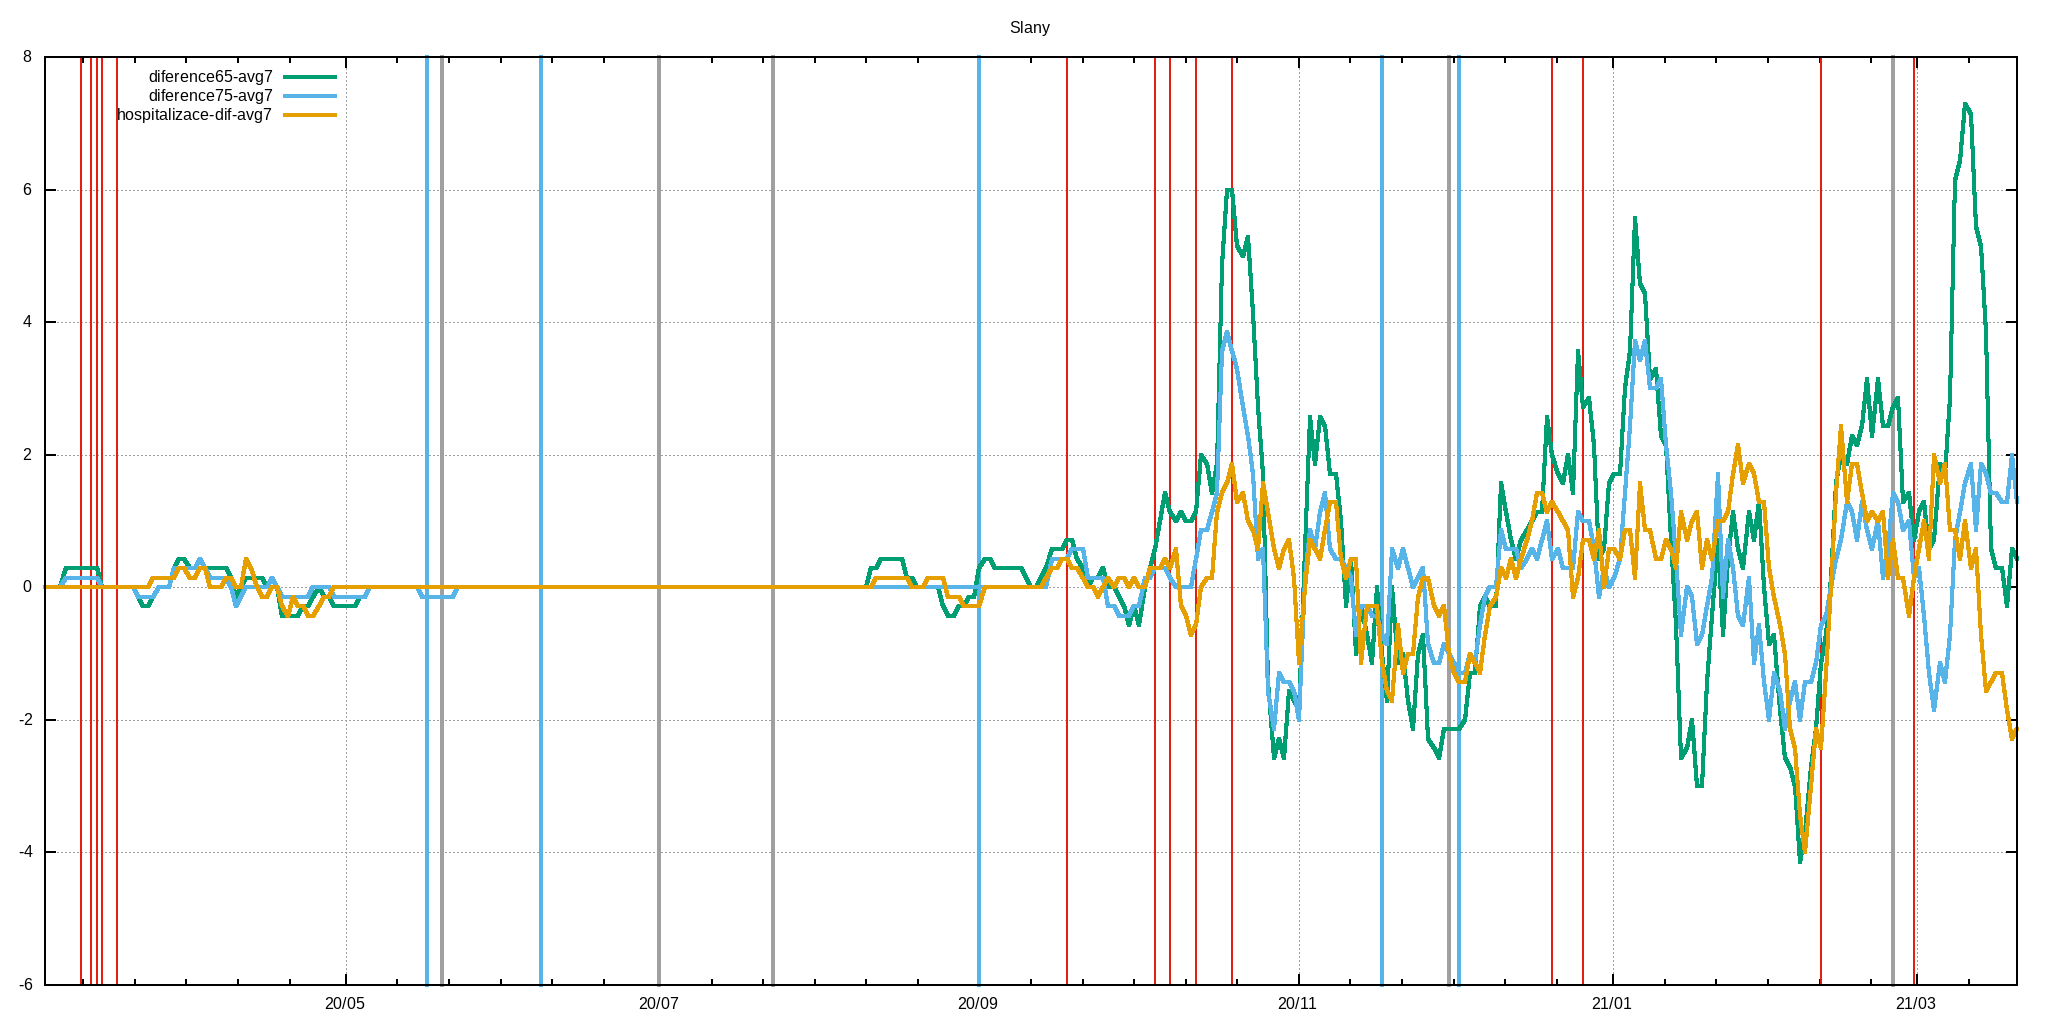 Slany
8
diference65-avg7
diference75-avg7
hospitalizace-dif-avg7
6
4
2
0
-2
-4
-6
20/05 20/07 20/09 20/11 21/01 21/03